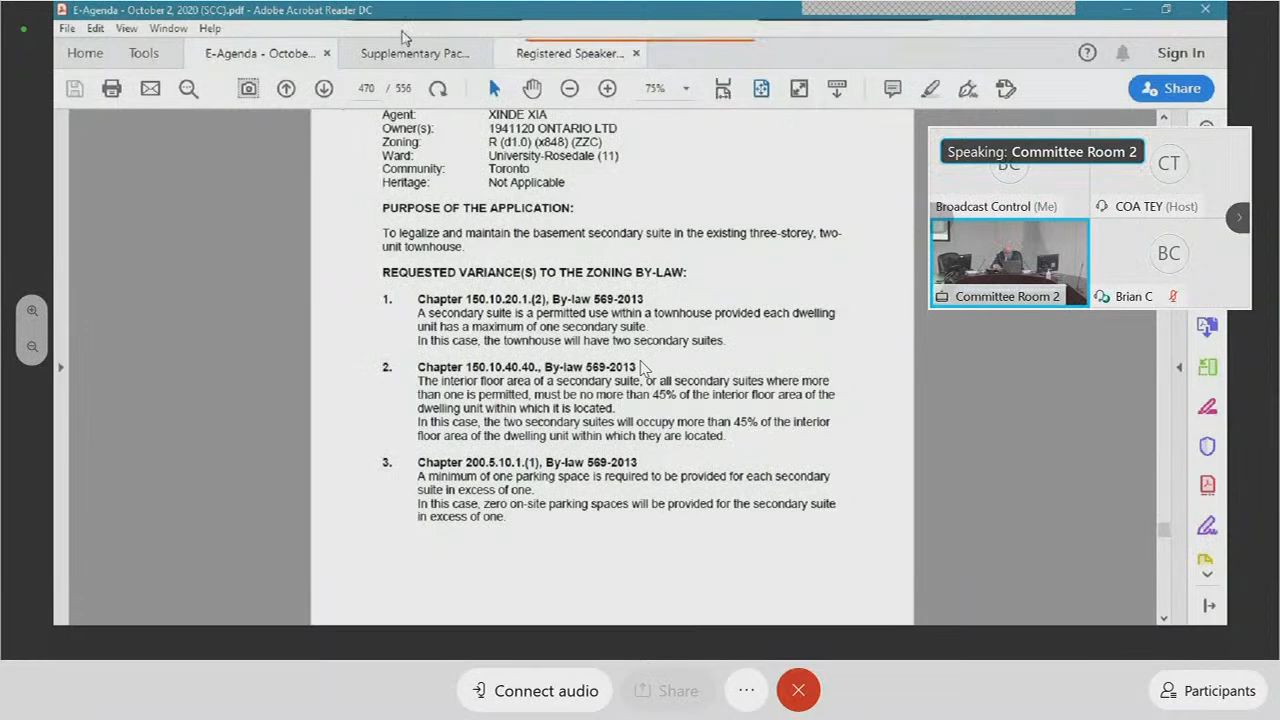 E-Agenda - October 2, 2020 (SCC).pdf - Adobe Acrobat Reader DC
File Edit View Window Help
Home Tools E-Agenda - Octobe... × Supplementary Pac... Registered Speaker... × Sign In
470 / 556 75% Share
Agent: XINDE XIA
Owner(s): 1941120 ONTARIO LTD
Zoning: R (d1.0) (x848) (ZZC)
Ward: University-Rosedale (11)
Community: Toronto
Heritage: Not Applicable
PURPOSE OF THE APPLICATION:
To legalize and maintain the basement secondary suite in the existing three-storey, two-
unit townhouse.
REQUESTED VARIANCE(S) TO THE ZONING BY-LAW:
1. Chapter 150.10.20.1.(2), By-law 569-2013
A secondary suite is a permitted use within a townhouse provided each dwelling
unit has a maximum of one secondary suite.
In this case, the townhouse will have two secondary suites.
2. Chapter 150.10.40.40., By-law 569-2013
The interior floor area of a secondary suite, or all secondary suites where more
than one is permitted, must be no more than 45% of the interior floor area of the
dwelling unit within which it is located.
In this case, the two secondary suites will occupy more than 45% of the interior
floor area of the dwelling unit within which they are located.
3. Chapter 200.5.10.1.(1), By-law 569-2013
A minimum of one parking space is required to be provided for each secondary
suite in excess of one.
In this case, zero on-site parking spaces will be provided for the secondary suite
in excess of one.
Speaking: Committee Room 2
BC CT
Broadcast Control (Me) COA TEY (Host)
BC
Committee Room 2 Brian C
Connect audio Share Participants